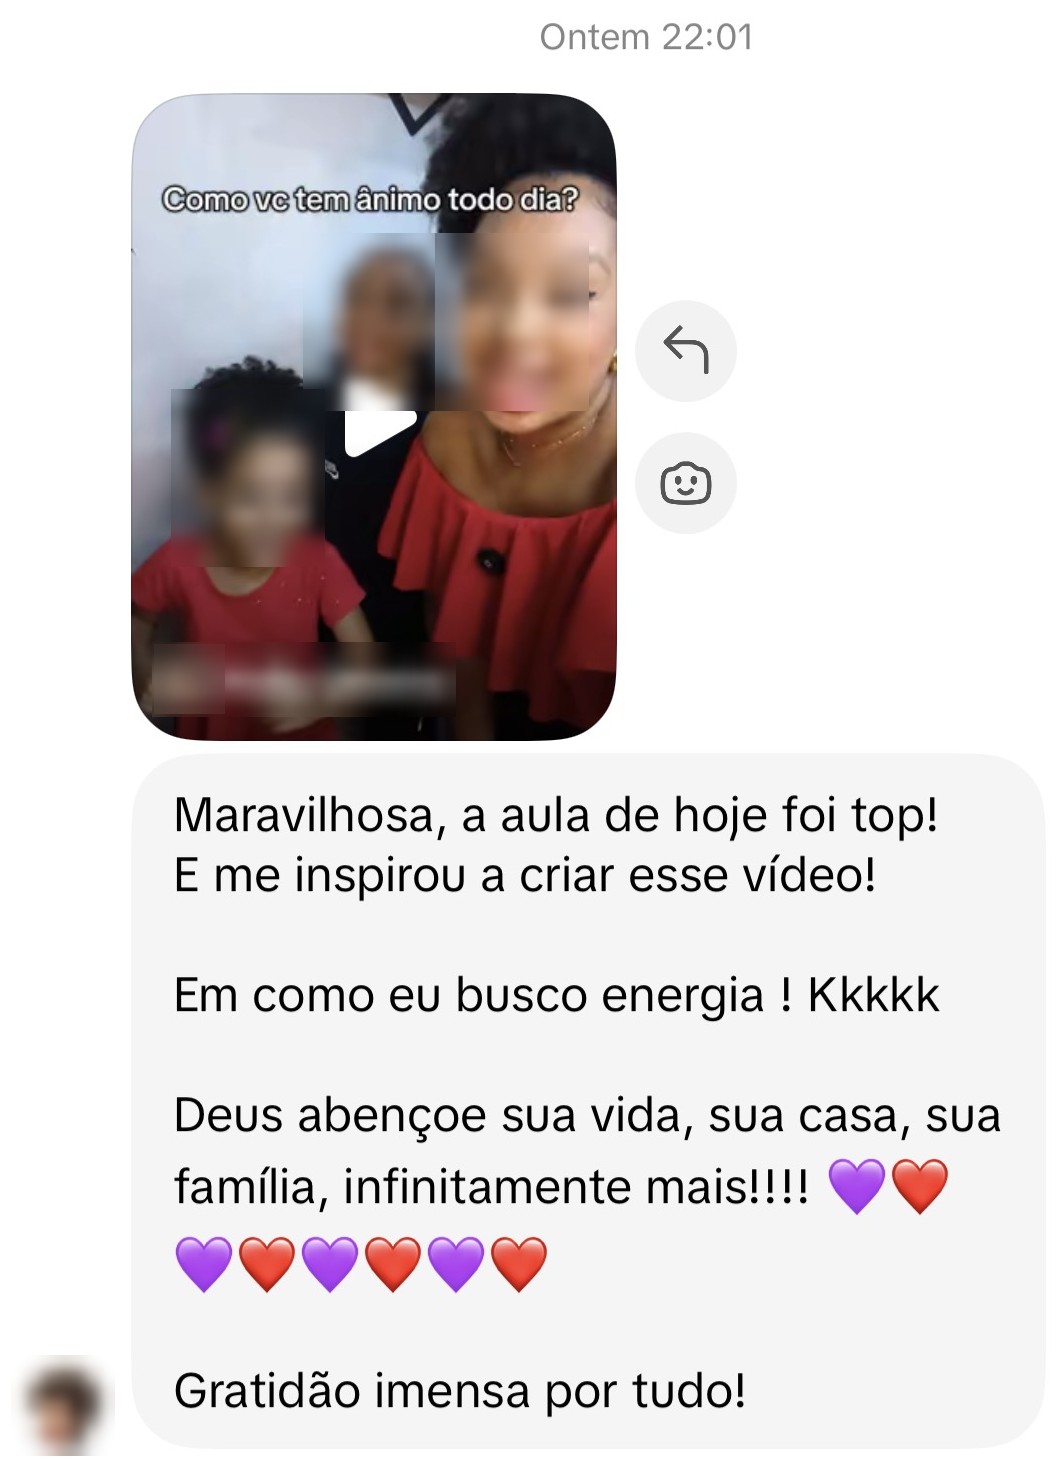 Ontem 22:01
Como vc tem ânimo todo dia?
Maravilhosa, a aula de hoje foi top!
E me inspirou a criar esse vídeo!
Em como eu busco energia ! Kkkkk
Deus abençoe sua vida, sua casa, sua
família, infinitamente mais!!!! 💜❤️
💜❤️💜❤️💜❤️
Gratidão imensa por tudo!